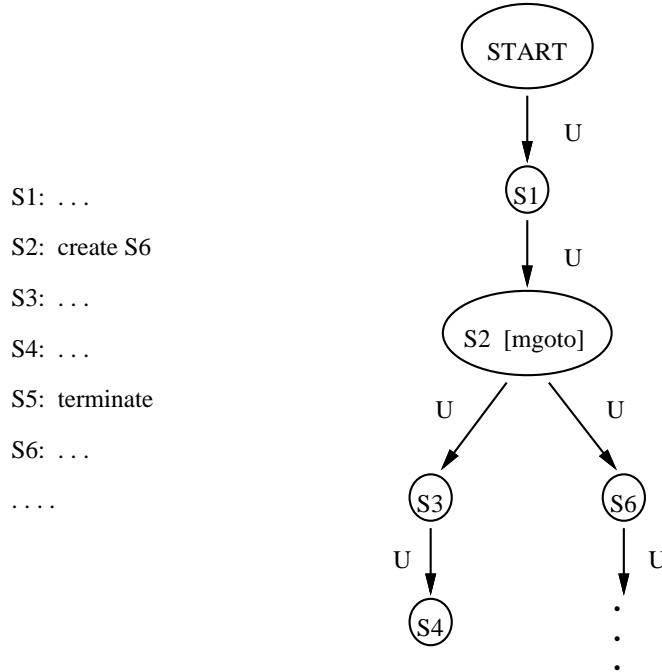 START
U
S1
U
S2 [mgoto]
U U
S3 S6
U U
S4
S1: . . .
S2: create S6
S3: . . .
S4: . . .
S5: terminate
S6: . . .
. . . .